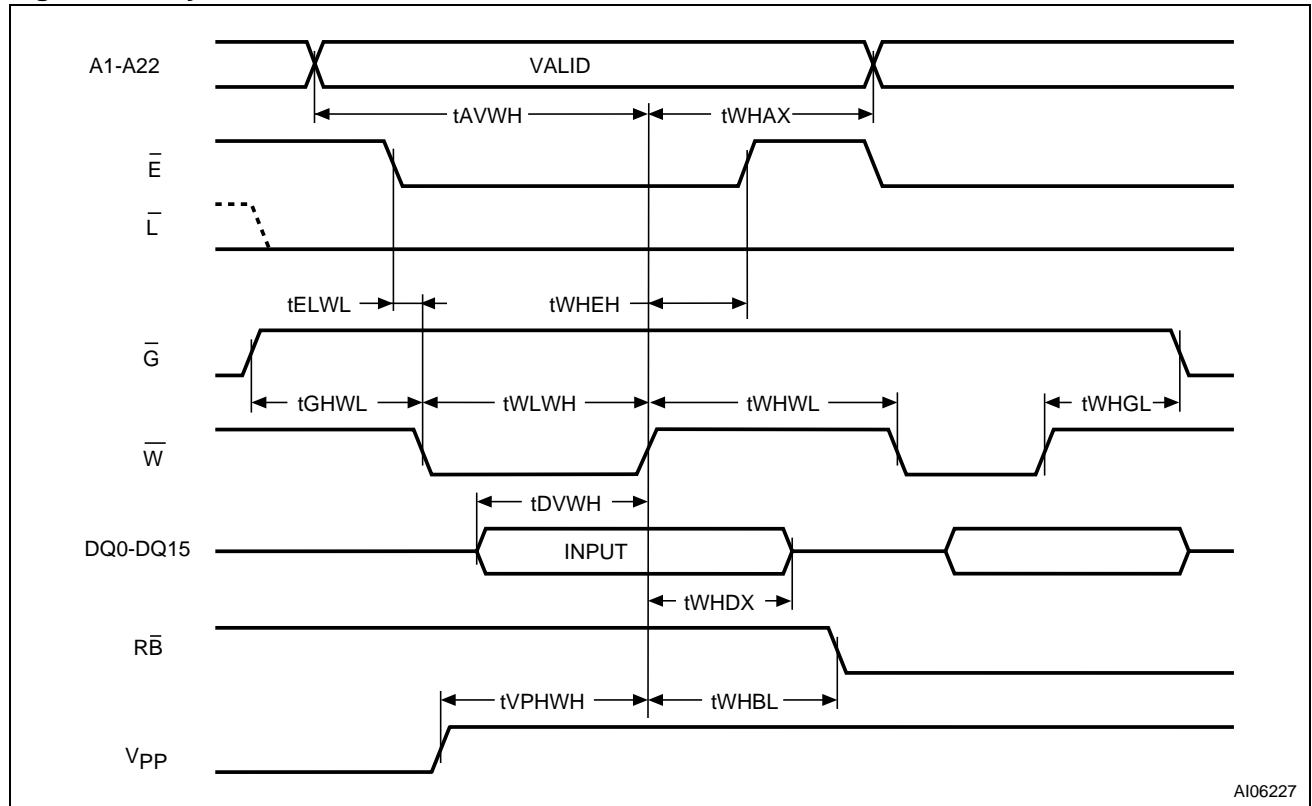 A1-A22
VALID
tAVWH
tWHAX
E̅
L̅
tELWL
tWHEH
G̅
tGHWL
tWLWH
tWHWL
tWHGL
W̅
tDVWH
DQ0-DQ15
INPUT
tWHDX
RB̅
tVPHWH
tWHBL
VPP
AI06227